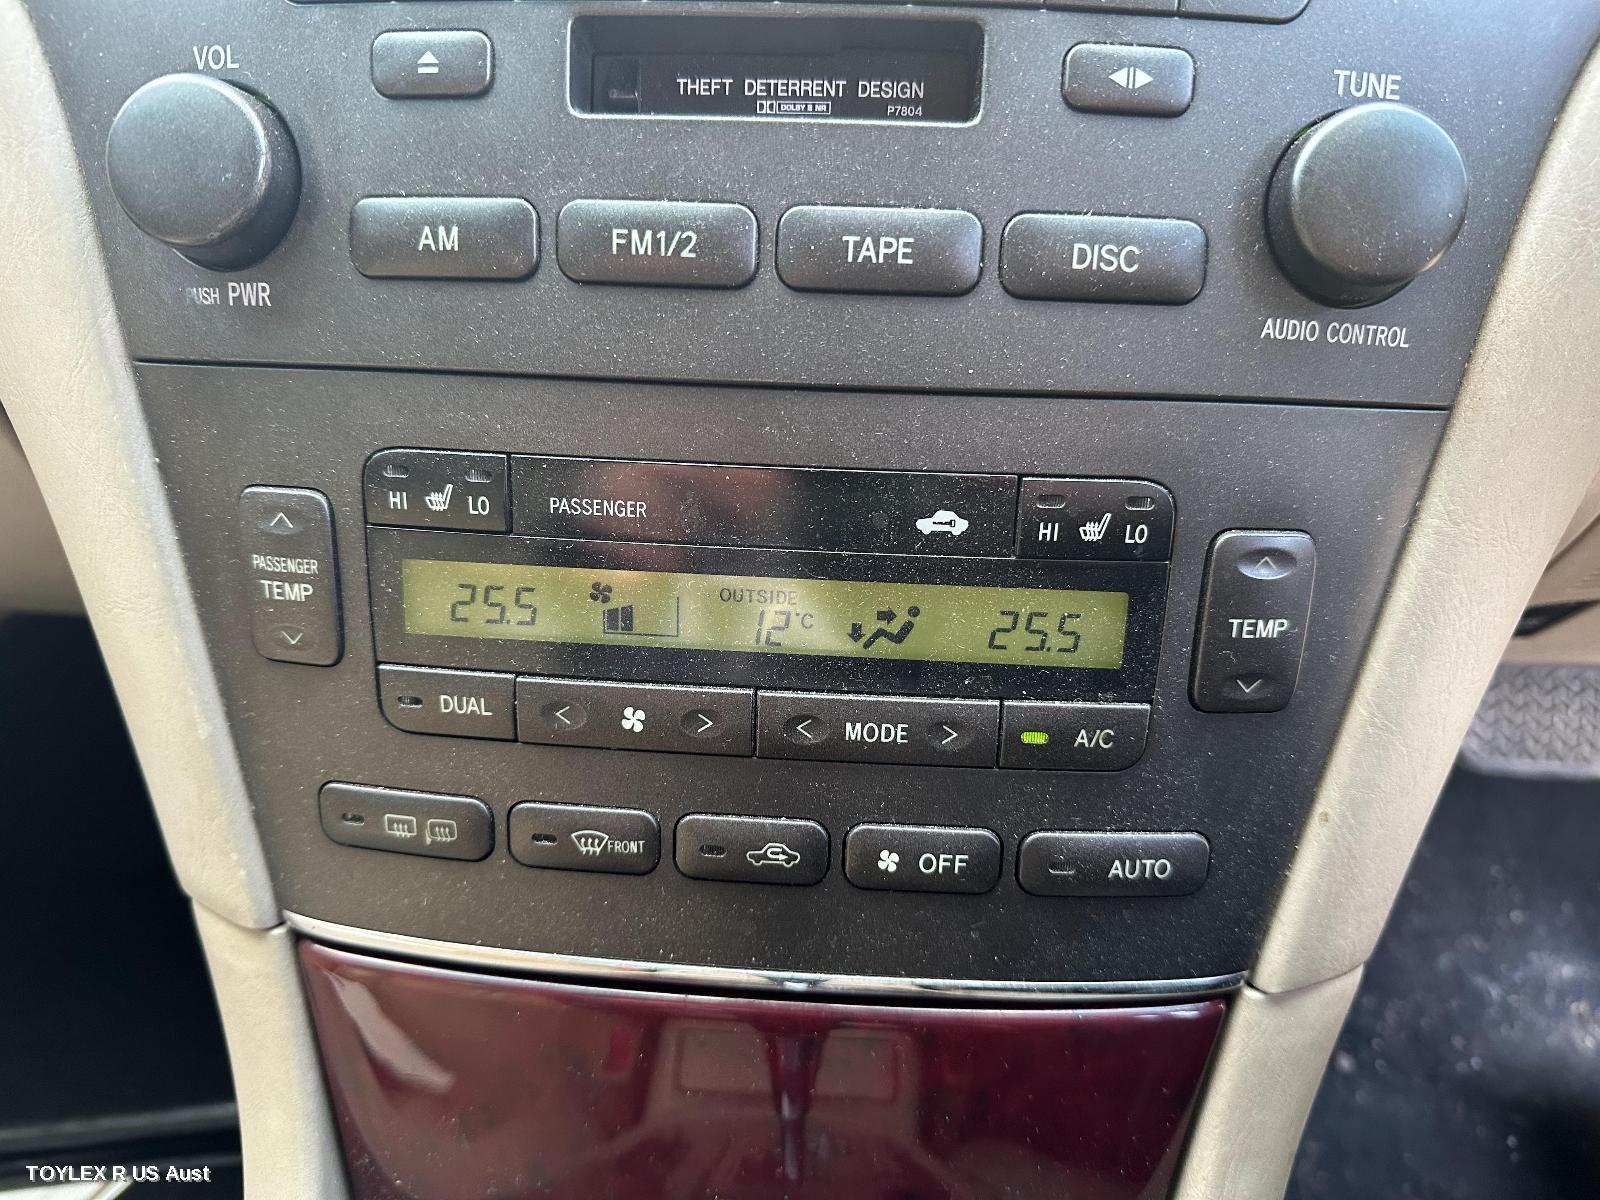 VOL
THEFT DETERRENT DESIGN
DOLBY B NR
P7804
TUNE
AM
FM1/2
TAPE
DISC
PUSH PWR
AUDIO CONTROL
HI LO
PASSENGER
HI LO
PASSENGER
TEMP
25.5
OUTSIDE
12°C
25.5
TEMP
DUAL
MODE
A/C
FRONT
OFF
AUTO
TOYLEX R US Aust